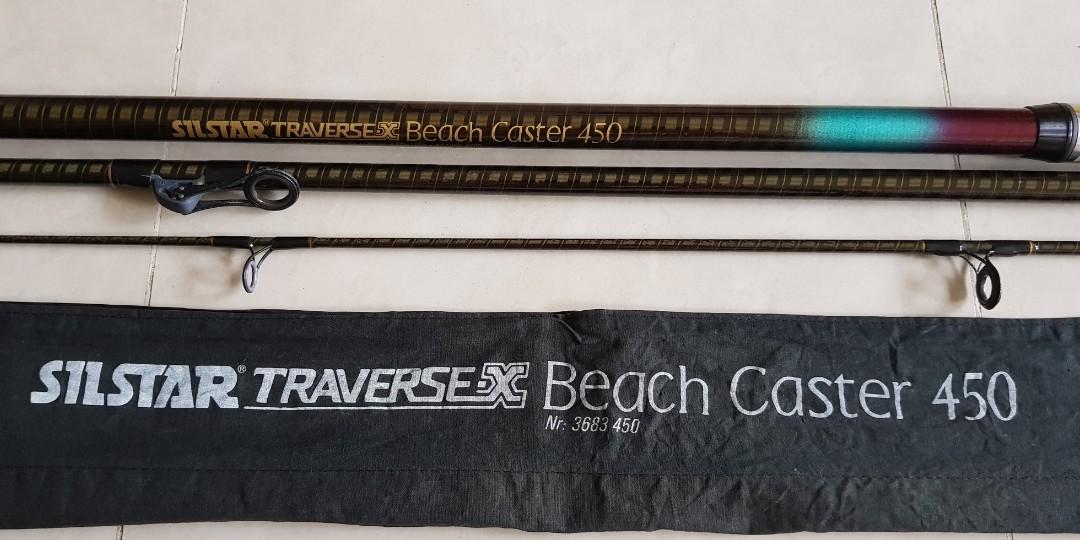 SILSTAR® TRAVERSE-X Beach Caster 450
SILSTAR® TRAVERSE-X Beach Caster 450
Nr: 3683 450